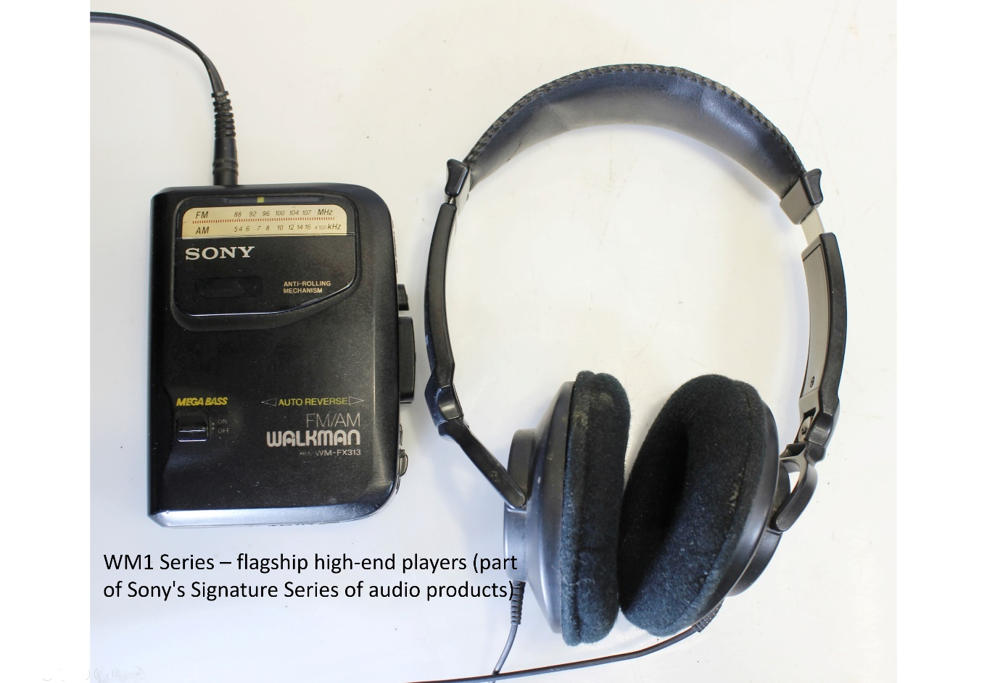 FM 88 92 96 100 104 107 MHz
AM 5.4 6 7 8 10 12 14 16 x100 kHz
SONY
ANTI-ROLLING
MECHANISM
MEGA BASS
ON
OFF
AUTO REVERSE
FM/AM
WALKMAN
WM-FX313
WM1 Series – flagship high-end players (part
of Sony's Signature Series of audio products)